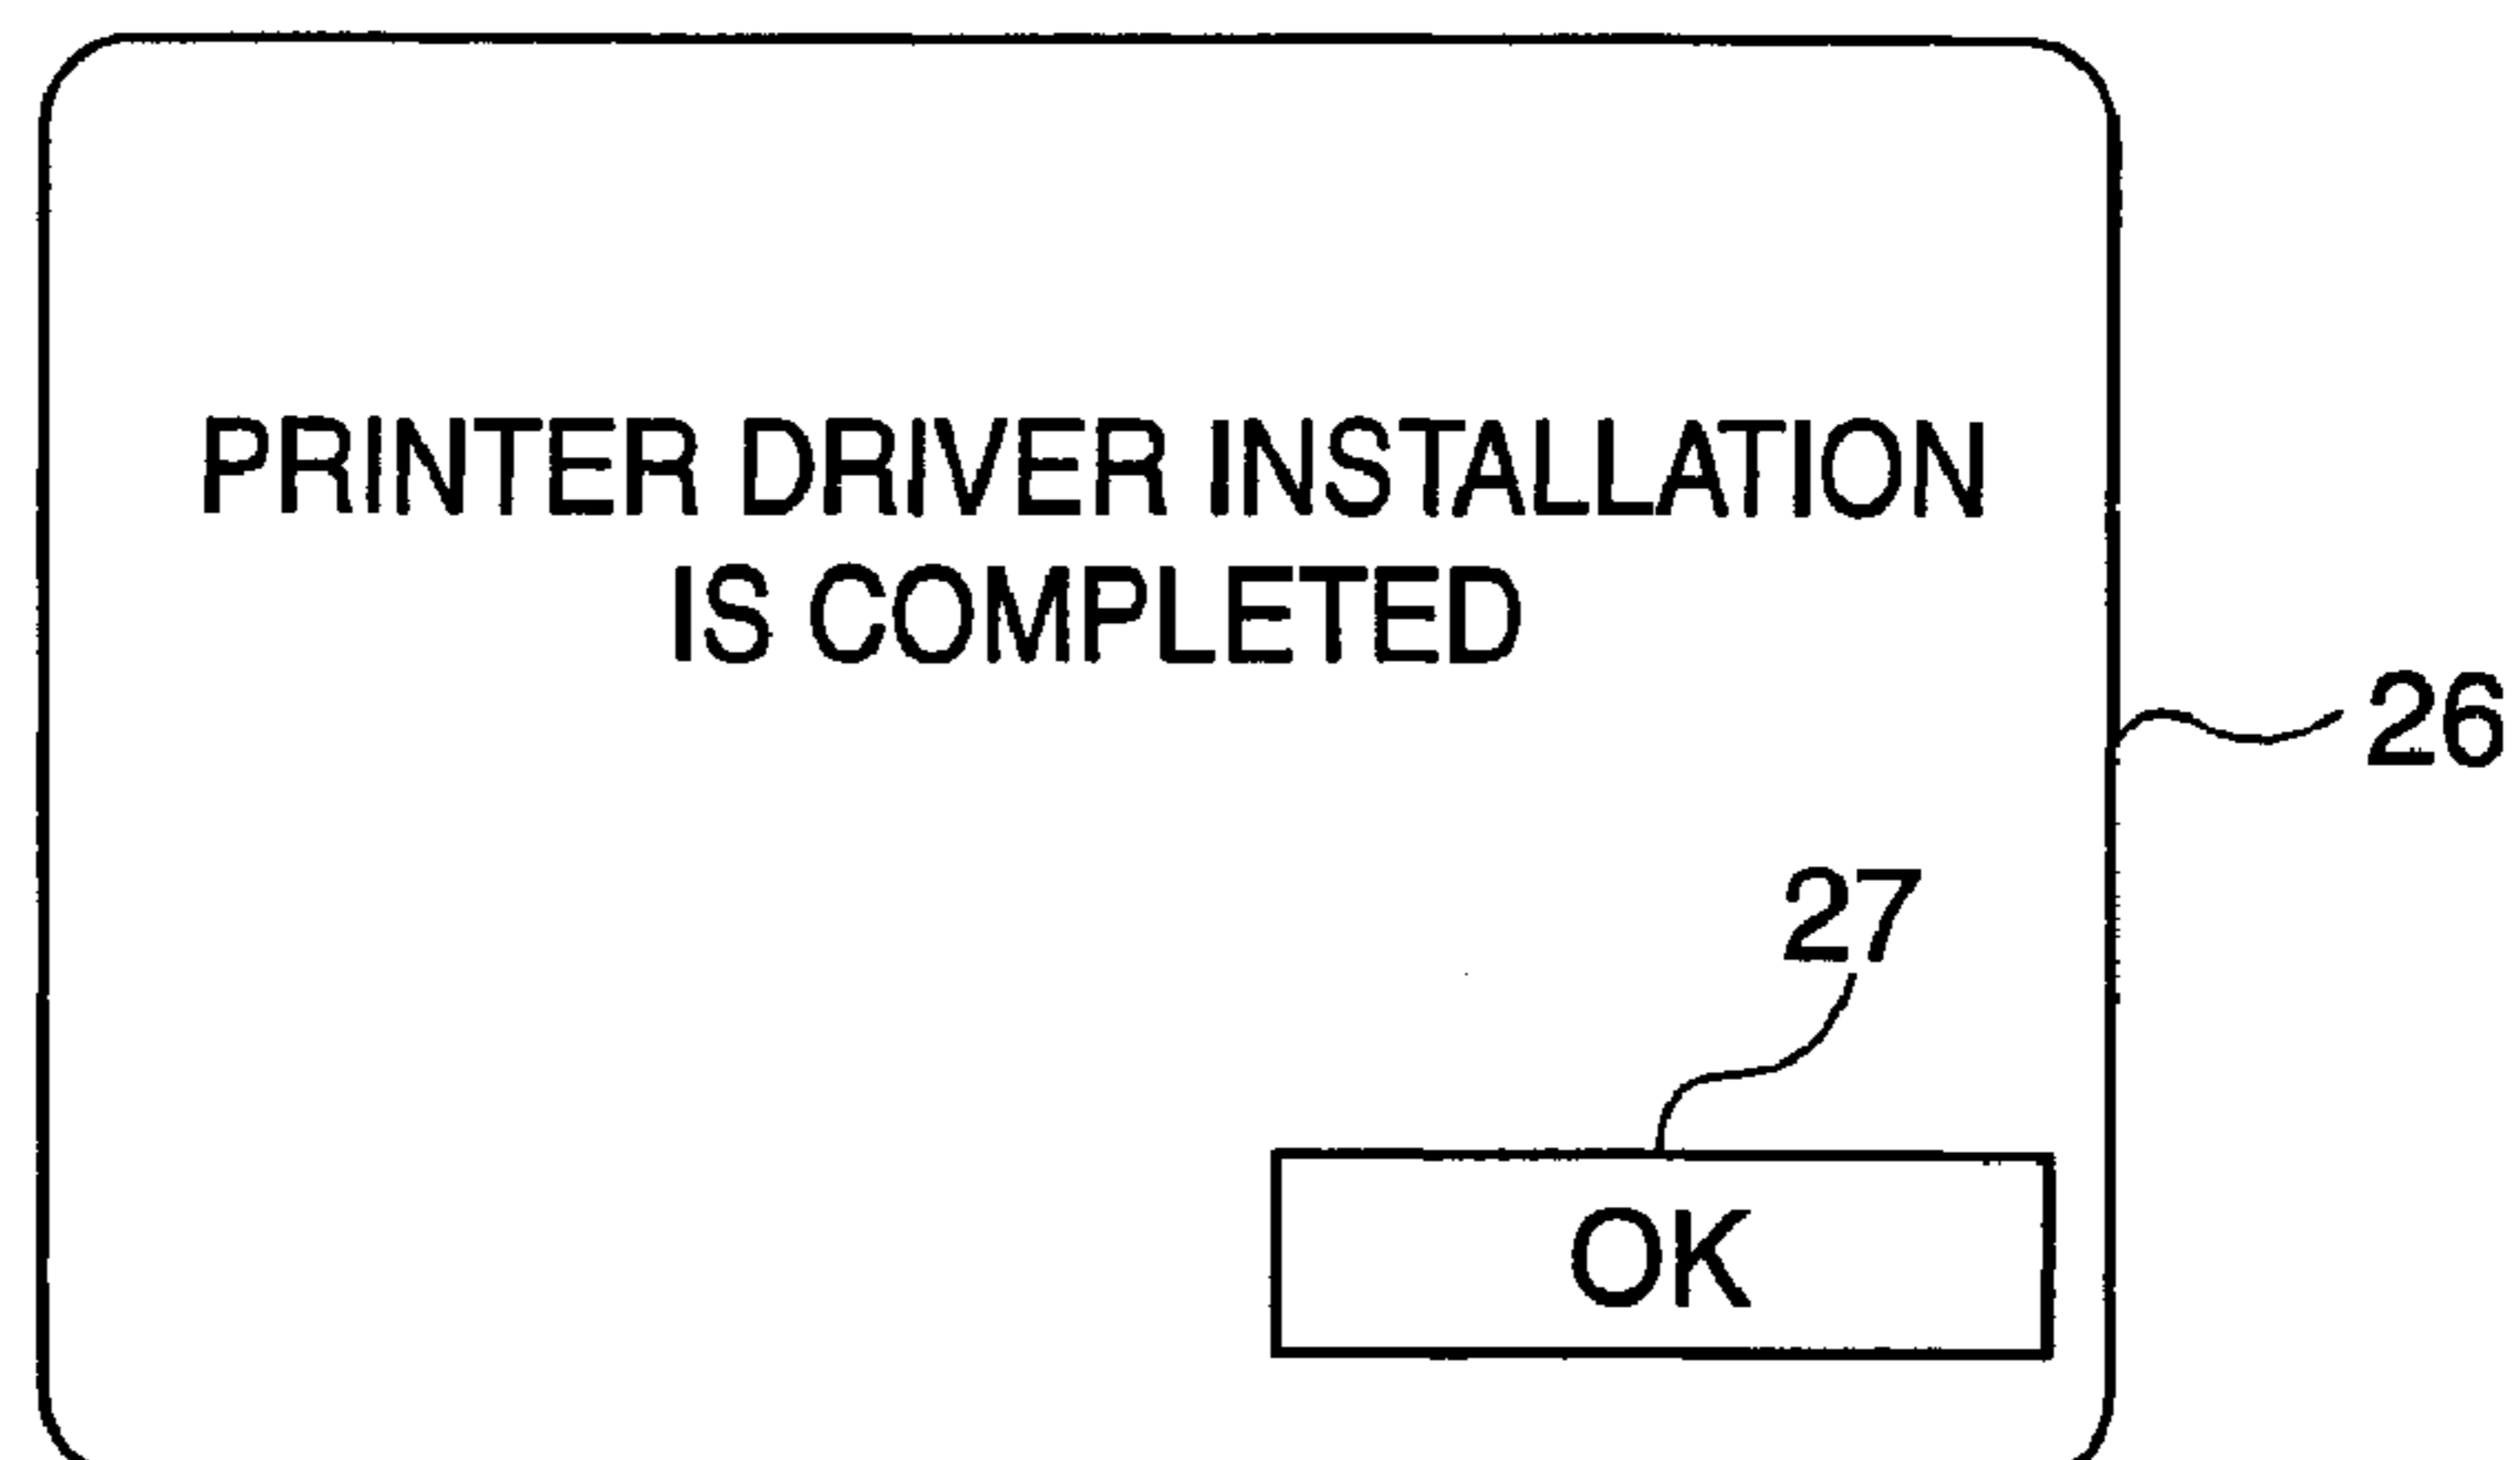 PRINTER DRIVER INSTALLATION
IS COMPLETED
26
27
OK